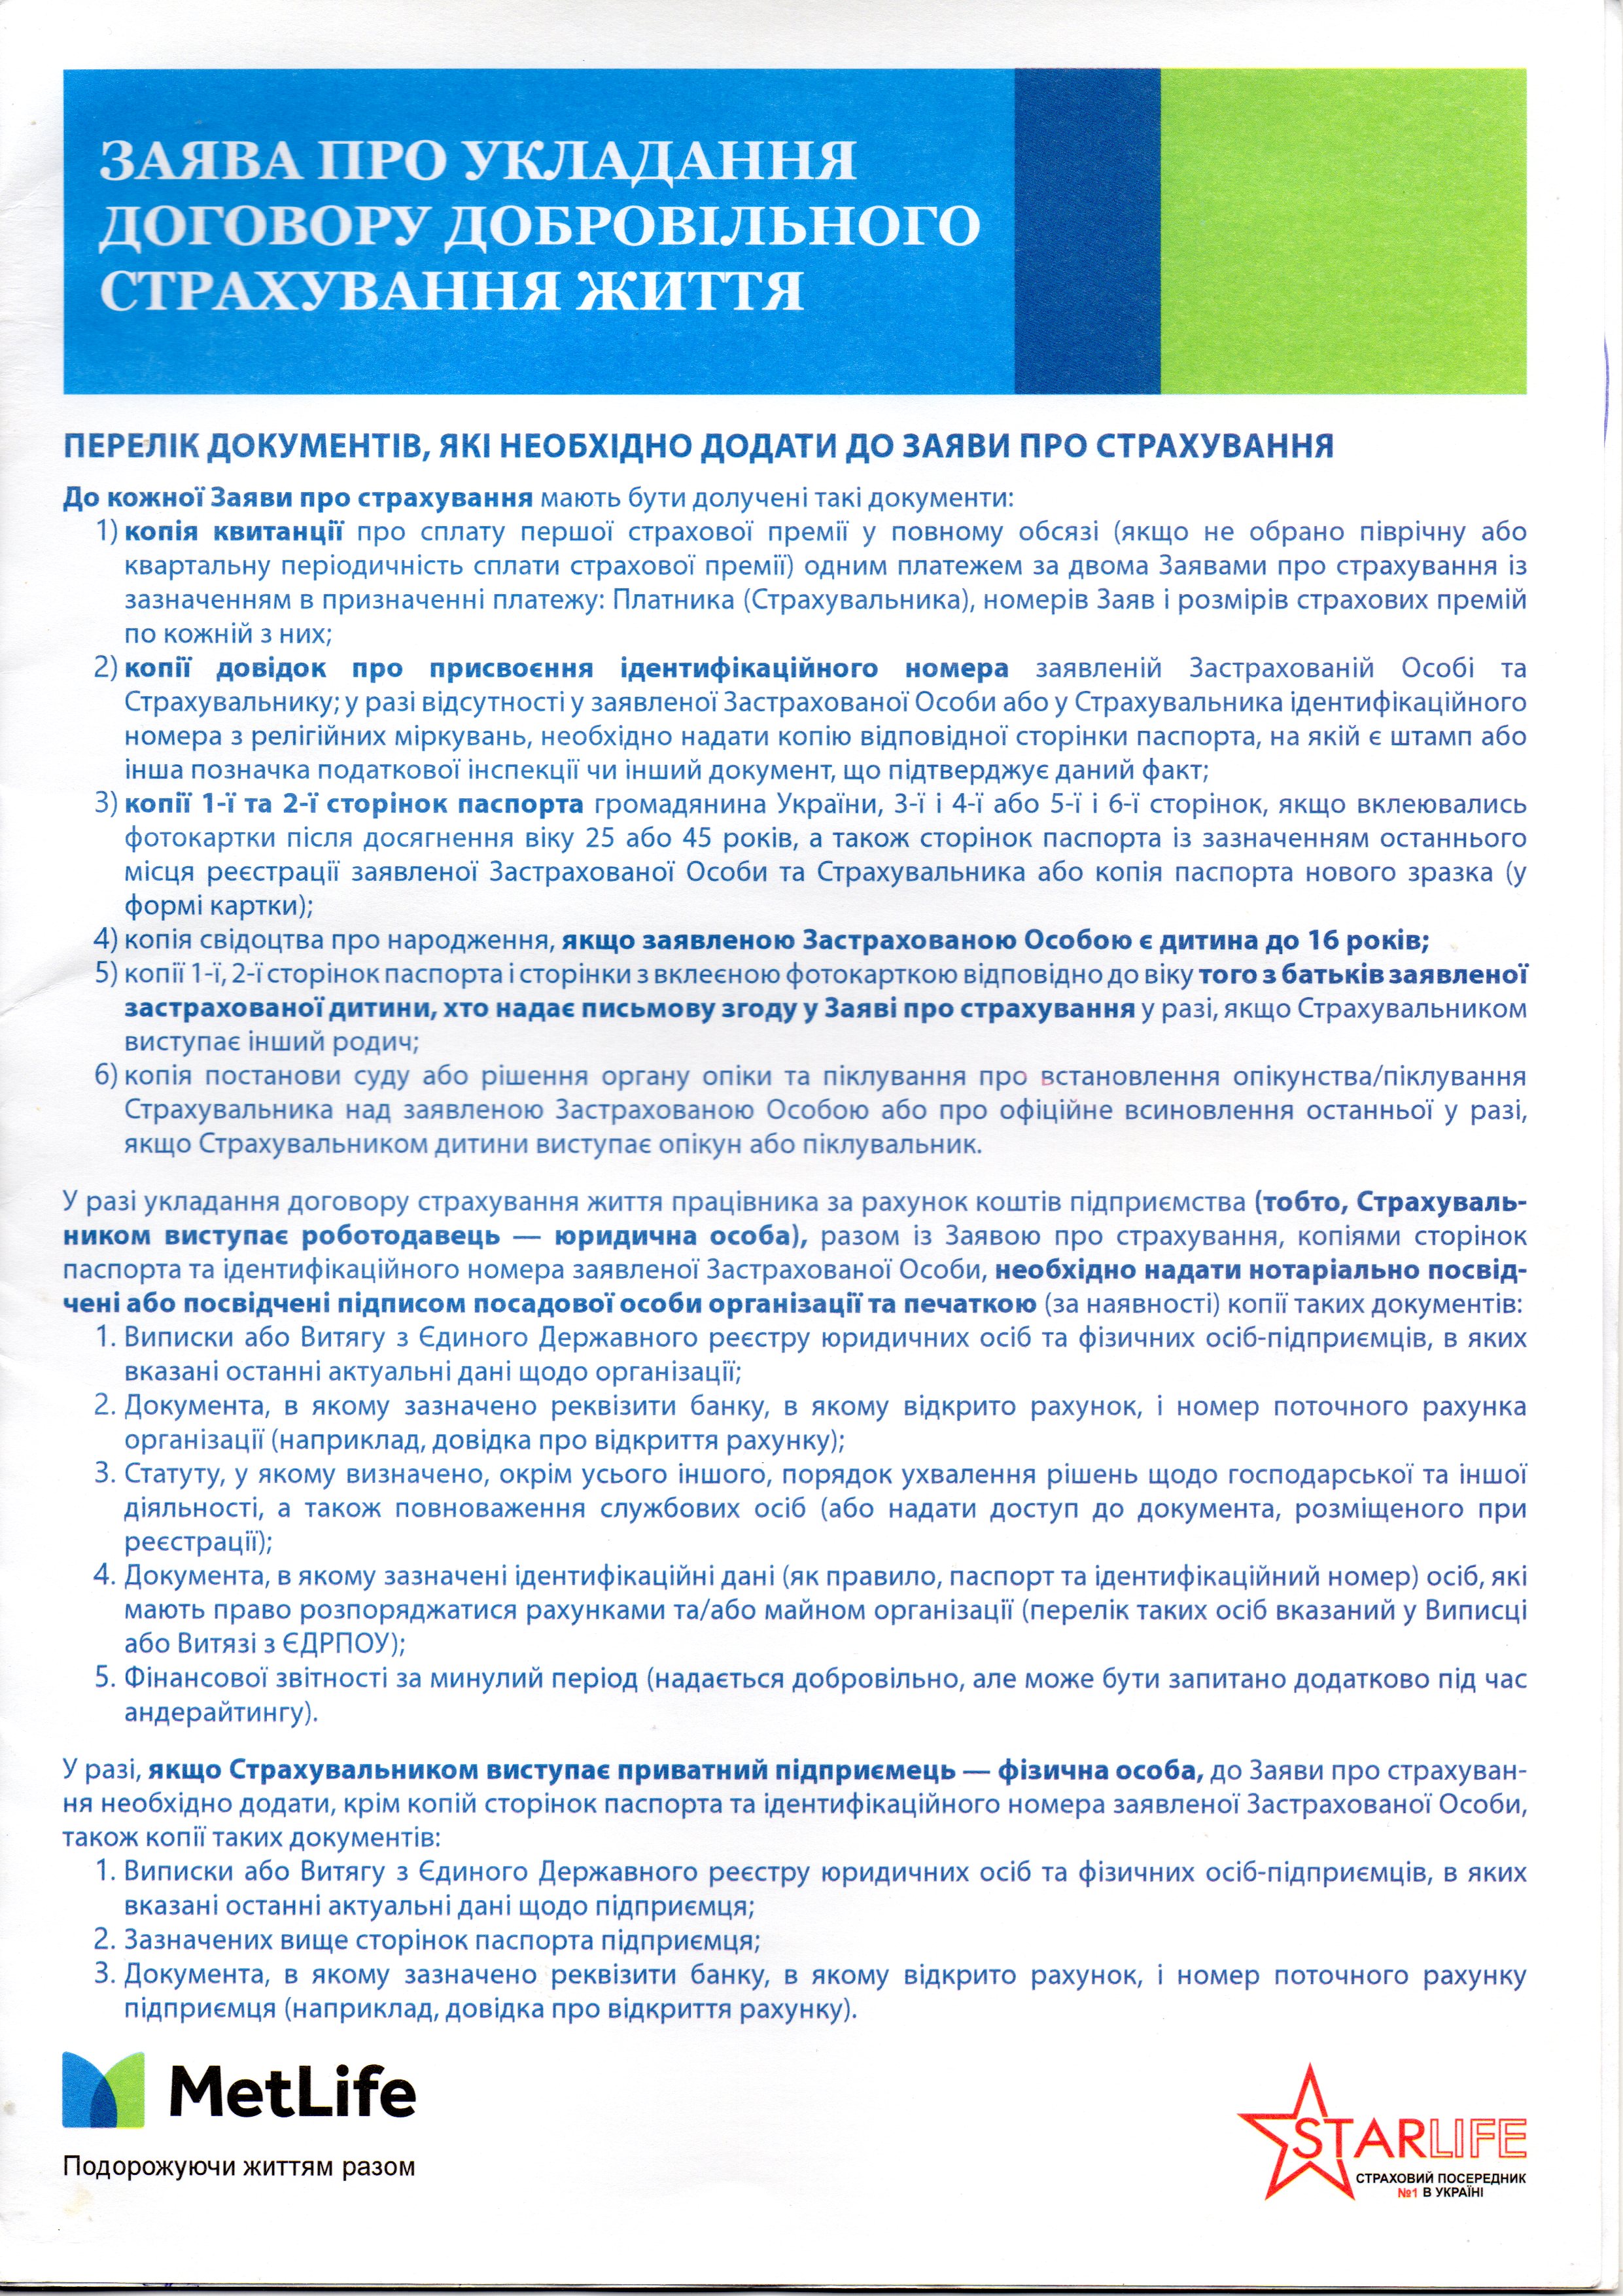 ЗАЯВА ПРО УКЛАДАННЯ
ДОГОВОРУ ДОБРОВІЛЬНОГО
СТРАХУВАННЯ ЖИТТЯ
ПЕРЕЛІК ДОКУМЕНТІВ, ЯКІ НЕОБХІДНО ДОДАТИ ДО ЗАЯВИ ПРО СТРАХУВАННЯ
До кожної Заяви про страхування мають бути долучені такі документи:
1) копія квитанції про сплату першої страхової премії у повному обсязі (якщо не обрано піврічну або
квартальну періодичність сплати страхової премії) одним платежем за двома Заявами про страхування із
зазначенням в призначенні платежу: Платника (Страхувальника), номерів Заяв і розмірів страхових премій
по кожній з них;
2) копії довідок про присвоєння ідентифікаційного номера заявленій Застрахованій Особі та
Страхувальнику; у разі відсутності у заявленої Застрахованої Особи або у Страхувальника ідентифікаційного
номера з релігійних міркувань, необхідно надати копію відповідної сторінки паспорта, на якій є штамп або
інша позначка податкової інспекції чи інший документ, що підтверджує даний факт;
3) копії 1-ї та 2-ї сторінок паспорта громадянина України, 3-ї і 4-ї або 5-ї і 6-ї сторінок, якщо вклеювались
фотокартки після досягнення віку 25 або 45 років, а також сторінок паспорта із зазначенням останнього
місця реєстрації заявленої Застрахованої Особи та Страхувальника або копія паспорта нового зразка (у
формі картки);
4) копія свідоцтва про народження, якщо заявленою Застрахованою Особою є дитина до 16 років;
5) копії 1-ї, 2-ї сторінок паспорта і сторінки з вклеєною фотокарткою відповідно до віку того з батьків заявленої
застрахованої дитини, хто надає письмову згоду у Заяві про страхування у разі, якщо Страхувальником
виступає інший родич;
6) копія постанови суду або рішення органу опіки та піклування про встановлення опікунства/піклування
Страхувальника над заявленою Застрахованою Особою або про офіційне всиновлення останньої у разі,
якщо Страхувальником дитини виступає опікун або піклувальник.
У разі укладання договору страхування життя працівника за рахунок коштів підприємства (тобто, Страхуваль-
ником виступає роботодавець — юридична особа), разом із Заявою про страхування, копіями сторінок
паспорта та ідентифікаційного номера заявленої Застрахованої Особи, необхідно надати нотаріально посвід-
чені або посвідчені підписом посадової особи організації та печаткою (за наявності) копії таких документів:
1. Виписки або Витягу з Єдиного Державного реєстру юридичних осіб та фізичних осіб-підприємців, в яких
вказані останні актуальні дані щодо організації;
2. Документа, в якому зазначено реквізити банку, в якому відкрито рахунок, і номер поточного рахунка
організації (наприклад, довідка про відкриття рахунку);
3. Статуту, у якому визначено, окрім усього іншого, порядок ухвалення рішень щодо господарської та іншої
діяльності, а також повноваження службових осіб (або надати доступ до документа, розміщеного при
реєстрації);
4. Документа, в якому зазначені ідентифікаційні дані (як правило, паспорт та ідентифікаційний номер) осіб, які
мають право розпоряджатися рахунками та/або майном організації (перелік таких осіб вказаний у Виписці
або Витязі з ЄДРПОУ);
5. Фінансової звітності за минулий період (надається добровільно, але може бути запитано додатково під час
андерайтингу).
У разі, якщо Страхувальником виступає приватний підприємець — фізична особа, до Заяви про страхуван-
ня необхідно додати, крім копій сторінок паспорта та ідентифікаційного номера заявленої Застрахованої Особи,
також копії таких документів:
1. Виписки або Витягу з Єдиного Державного реєстру юридичних осіб та фізичних осіб-підприємців, в яких
вказані останні актуальні дані щодо підприємця;
2. Зазначених вище сторінок паспорта підприємця;
3. Документа, в якому зазначено реквізити банку, в якому відкрито рахунок, і номер поточного рахунку
підприємця (наприклад, довідка про відкриття рахунку).
MetLife
Подорожуючи життям разом
STARLIFE
СТРАХОВИЙ ПОСЕРЕДНИК
№1 В УКРАЇНІ